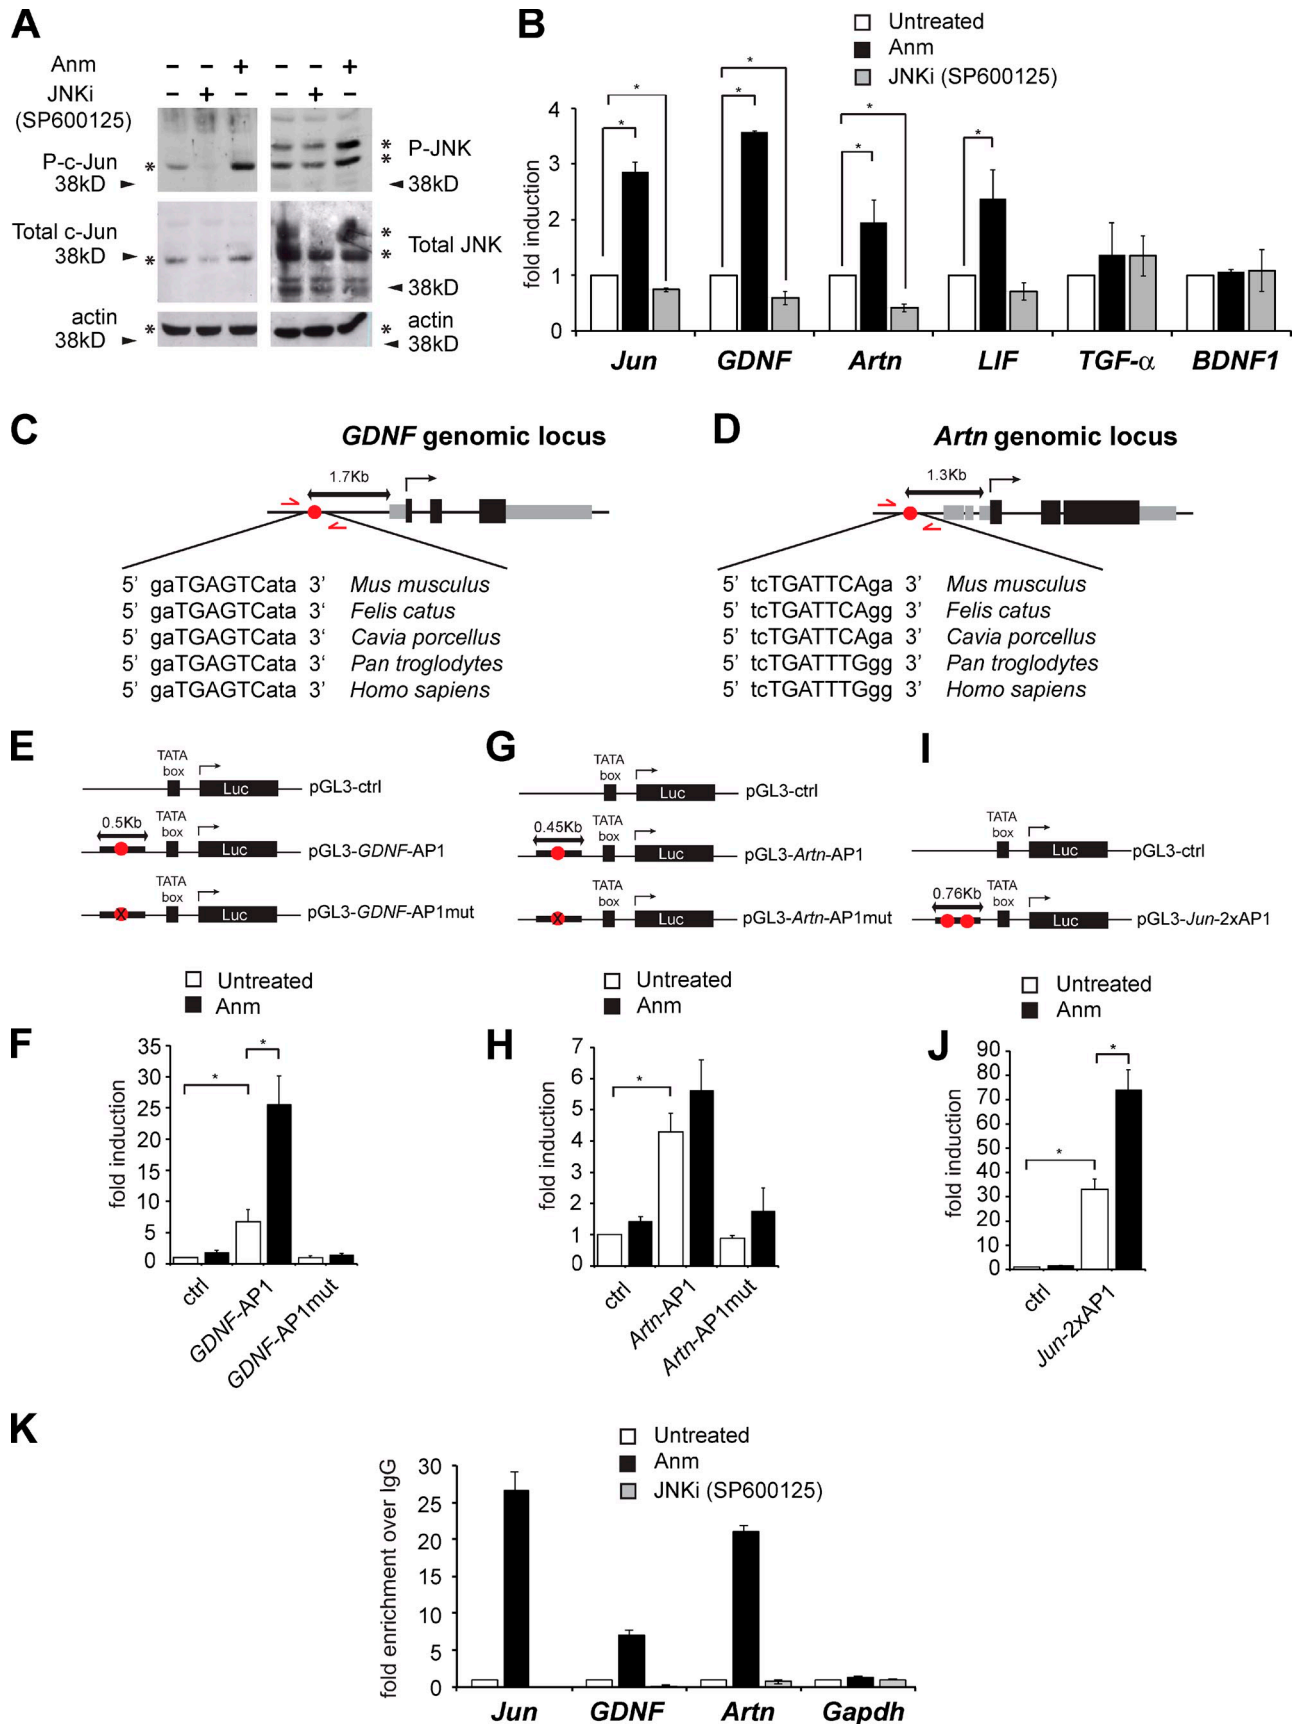 A
Anm - - + - - +
JNKi - + - - + -
(SP600125)
P-c-Jun *
38kD
* P-JNK
*
38kD
Total c-Jun
38kD *
* Total JNK
*
38kD
actin *
38kD
* actin
38kD
B
Untreated
Anm
JNKi (SP600125)
fold induction
4
3
2
1
0
* * * * * * *
Jun GDNF Artn LIF TGF-α BDNF1
C
GDNF genomic locus
1.7Kb
5’ gaTGAGTCata 3’ Mus musculus
5’ gaTGAGTCata 3‘ Felis catus
5’ gaTGAGTCata 3‘ Cavia porcellus
5’ gaTGAGTCata 3‘ Pan troglodytes
5’ gaTGAGTCata 3’ Homo sapiens
D
Artn genomic locus
1.3Kb
5’ tcTGATTCAga 3’ Mus musculus
5’ tcTGATTCAgg 3’ Felis catus
5’ tcTGATTCAga 3’ Cavia porcellus
5’ tcTGATTTGgg 3’ Pan troglodytes
5’ tcTGATTTGgg 3’ Homo sapiens
E
TATA
box
Luc pGL3-ctrl
0.5Kb
TATA
box
Luc pGL3-GDNF-AP1
TATA
box
X Luc pGL3-GDNF-AP1mut
G
TATA
box
Luc pGL3-ctrl
0.45Kb
TATA
box
Luc pGL3-Artn-AP1
TATA
box
X Luc pGL3-Artn-AP1mut
I
TATA
box
Luc pGL3-ctrl
0.76Kb
TATA
box
Luc pGL3-Jun-2xAP1
F
Untreated
Anm
fold induction
35
30
25
20
15
10
5
0
* *
ctrl
GDNF-AP1
GDNF-AP1mut
H
Untreated
Anm
fold induction
7
6
5
4
3
2
1
0
*
ctrl
Artn-AP1
Artn-AP1mut
J
Untreated
Anm
fold induction
90
80
70
60
50
40
30
20
10
0
* *
ctrl
Jun-2xAP1
K
Untreated
Anm
JNKi (SP600125)
fold enrichment over IgG
30
25
20
15
10
5
0
Jun GDNF Artn Gapdh